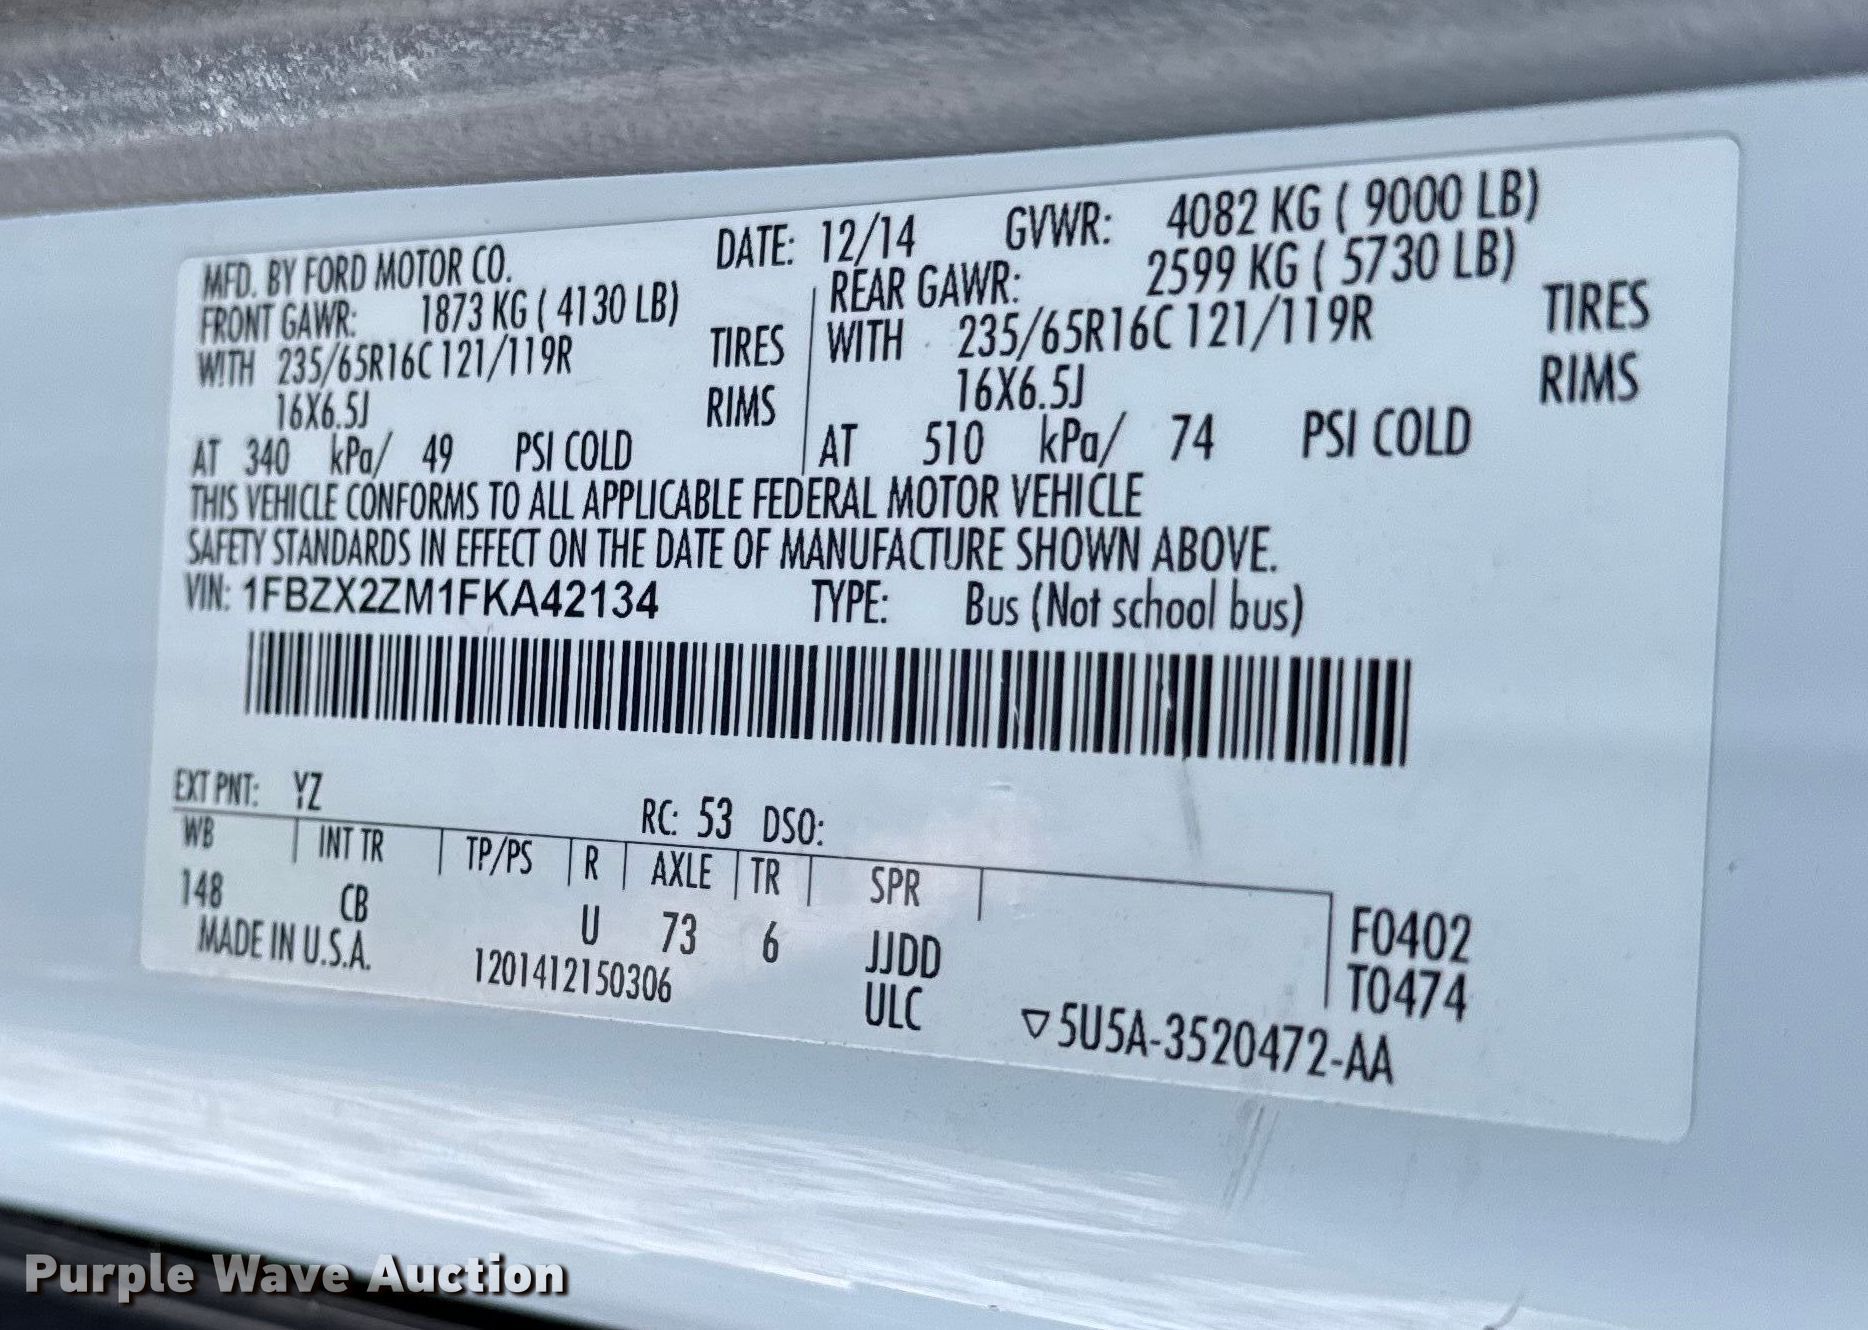 MFD. BY FORD MOTOR CO. DATE: 12/14 GVWR: 4082 KG ( 9000 LB)
FRONT GAWR: 1873 KG ( 4130 LB) REAR GAWR: 2599 KG ( 5730 LB)
WITH 235/65R16C 121/119R TIRES WITH 235/65R16C 121/119R TIRES
16X6.5J RIMS 16X6.5J RIMS
AT 340 kPa/ 49 PSI COLD AT 510 kPa/ 74 PSI COLD
THIS VEHICLE CONFORMS TO ALL APPLICABLE FEDERAL MOTOR VEHICLE
SAFETY STANDARDS IN EFFECT ON THE DATE OF MANUFACTURE SHOWN ABOVE.
VIN: 1FBZX2ZM1FKA42134 TYPE: Bus (Not school bus)
EXT PNT: YZ RC: 53 DSO:
WB INT TR TP/PS R AXLE TR SPR
148 CB U 73 6 JJDD F0402
MADE IN U.S.A. 1201412150306 ULC T0474
▽5U5A-3520472-AA
Purple Wave Auction